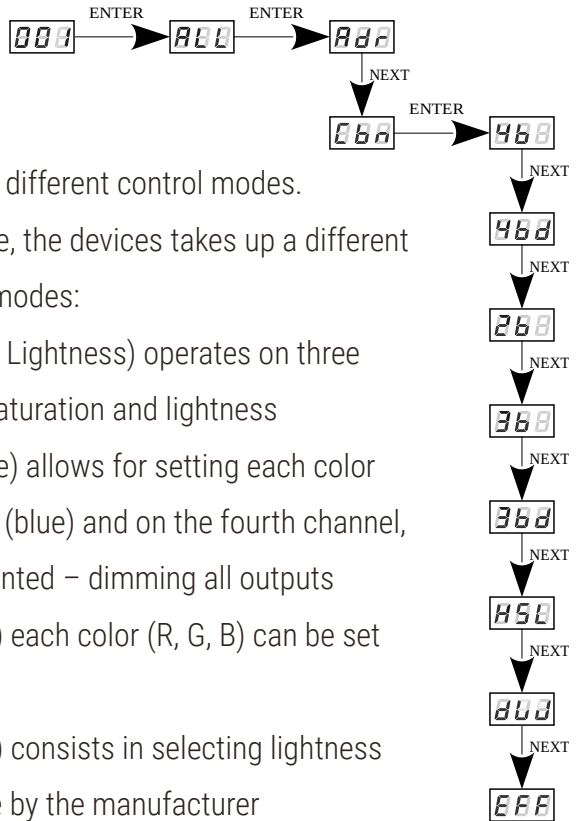 ENTER ENTER
001 ALL Adr
NEXT
ENTER
Cbn 4b
different control modes.
NEXT
e, the devices takes up a different
4bd
modes:
NEXT
2b
Lightness) operates on three
NEXT
aturation and lightness
3b
e) allows for setting each color
NEXT
(blue) and on the fourth channel,
3bd
nted – dimming all outputs
NEXT
) each color (R, G, B) can be set
HSL
NEXT
) consists in selecting lightness
NEXT
e by the manufacturer
EFF